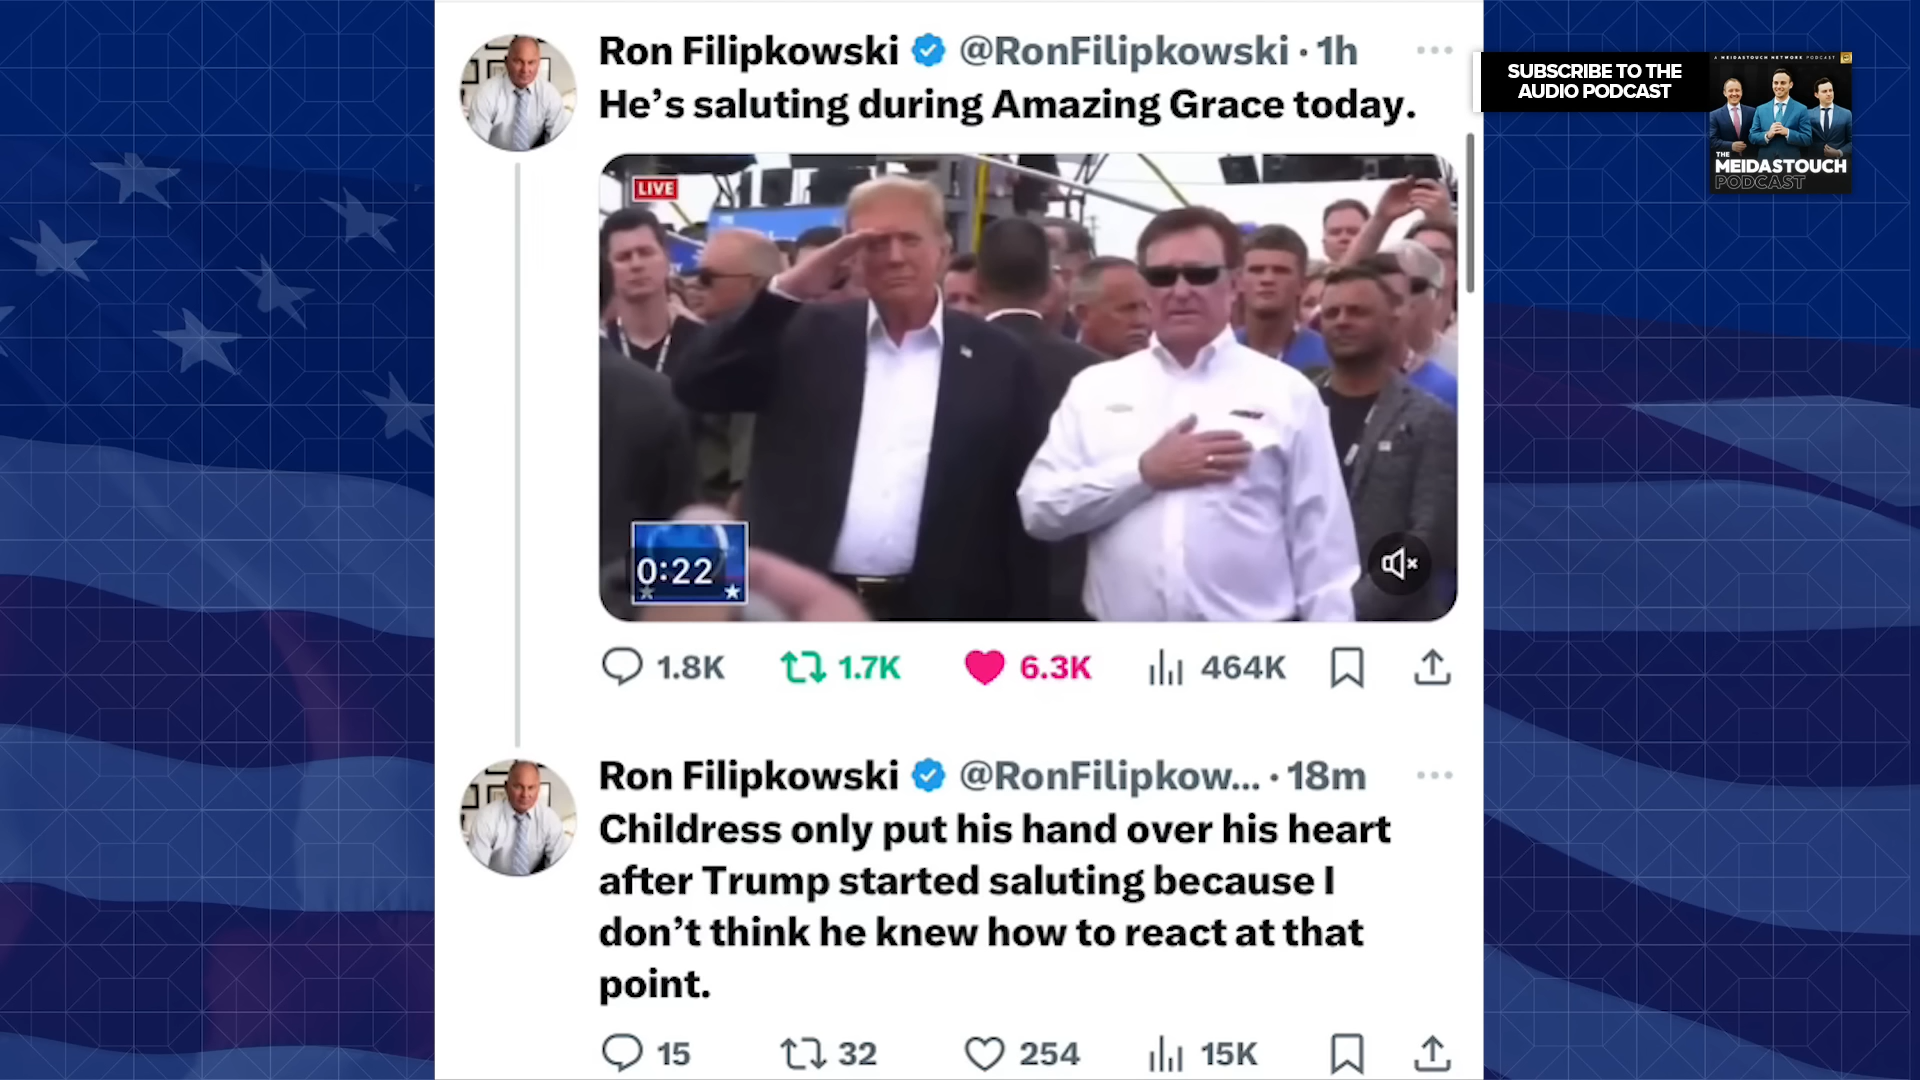 Ron Filipkowski @RonFilipkowski · 1h
He’s saluting during Amazing Grace today.
LIVE
0:22
1.8K 1.7K 6.3K 464K
Ron Filipkowski @RonFilipkow... · 18m
Childress only put his hand over his heart
after Trump started saluting because I
don’t think he knew how to react at that
point.
15 32 254 15K
SUBSCRIBE TO THE
AUDIO PODCAST
A MEIDASTOUCH NETWORK PODCAST
THE
MEIDASTOUCH
PODCAST